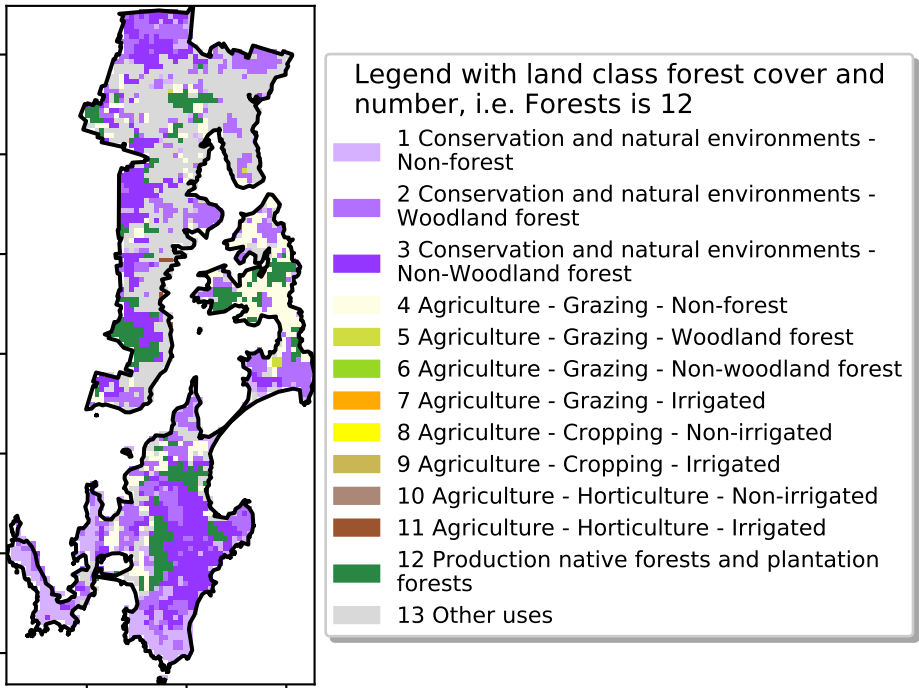 Legend with land class forest cover and
number, i.e. Forests is 12
1 Conservation and natural environments -
Non-forest
2 Conservation and natural environments -
Woodland forest
3 Conservation and natural environments -
Non-Woodland forest
4 Agriculture - Grazing - Non-forest
5 Agriculture - Grazing - Woodland forest
6 Agriculture - Grazing - Non-woodland forest
7 Agriculture - Grazing - Irrigated
8 Agriculture - Cropping - Non-irrigated
9 Agriculture - Cropping - Irrigated
10 Agriculture - Horticulture - Non-irrigated
11 Agriculture - Horticulture - Irrigated
12 Production native forests and plantation
forests
13 Other uses